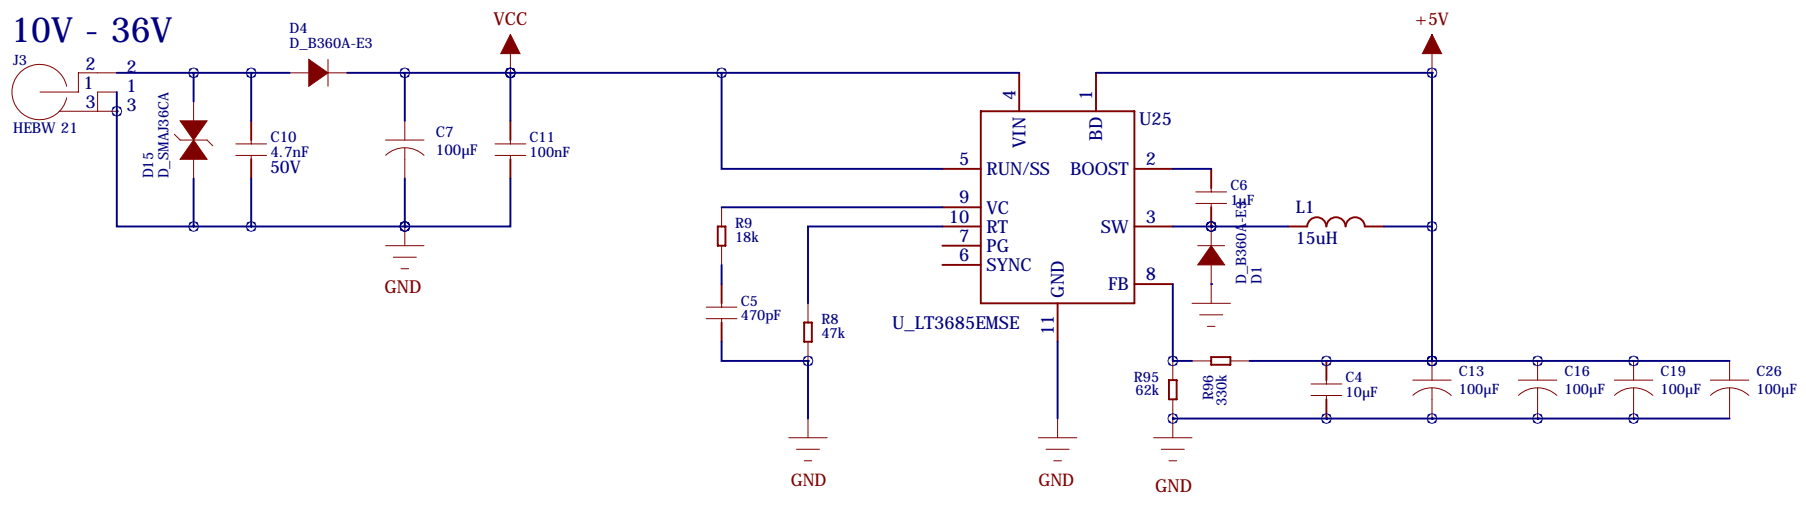 10V - 36V
J3
2
2
1
1
3
3
HEBW 21
D4
D_B360A-E3
VCC
D15
D_SMAJ36CA
C10
4.7nF
50V
C7
100µF
C11
100nF
GND
+5V
4
1
U25
VIN
BD
5
RUN/SS
BOOST
2
9
VC
10
RT
SW
3
7
PG
6
SYNC
GND
FB
8
11
U_LT3685EMSE
C6
1µF
D_B360A-E3
D1
L1
15uH
R9
18k
C5
470pF
R8
47k
GND
GND
R95
62k
R96
330k
GND
C4
10µF
C13
100µF
C16
100µF
C19
100µF
C26
100µF